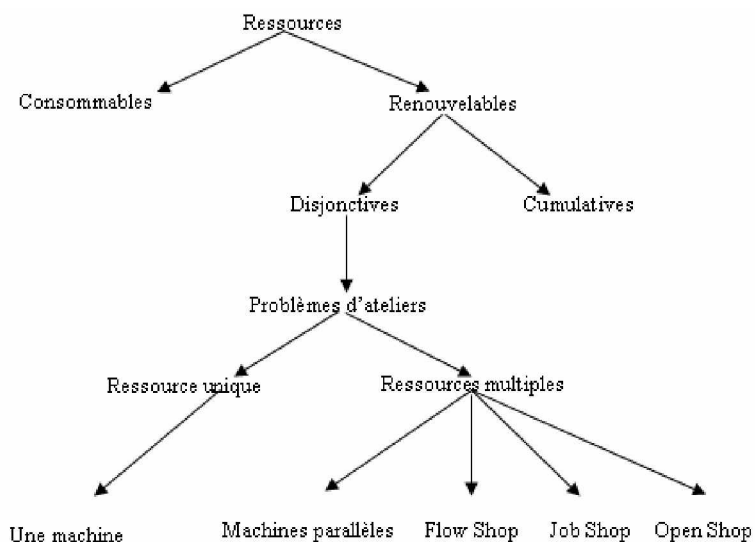 Ressources
Consommables
Renouvelables
Disjonctives
Cumulatives
Problèmes d'ateliers
Ressource unique
Ressources multiples
Une machine
Machines parallèles
Flow Shop
Job Shop
Open Shop